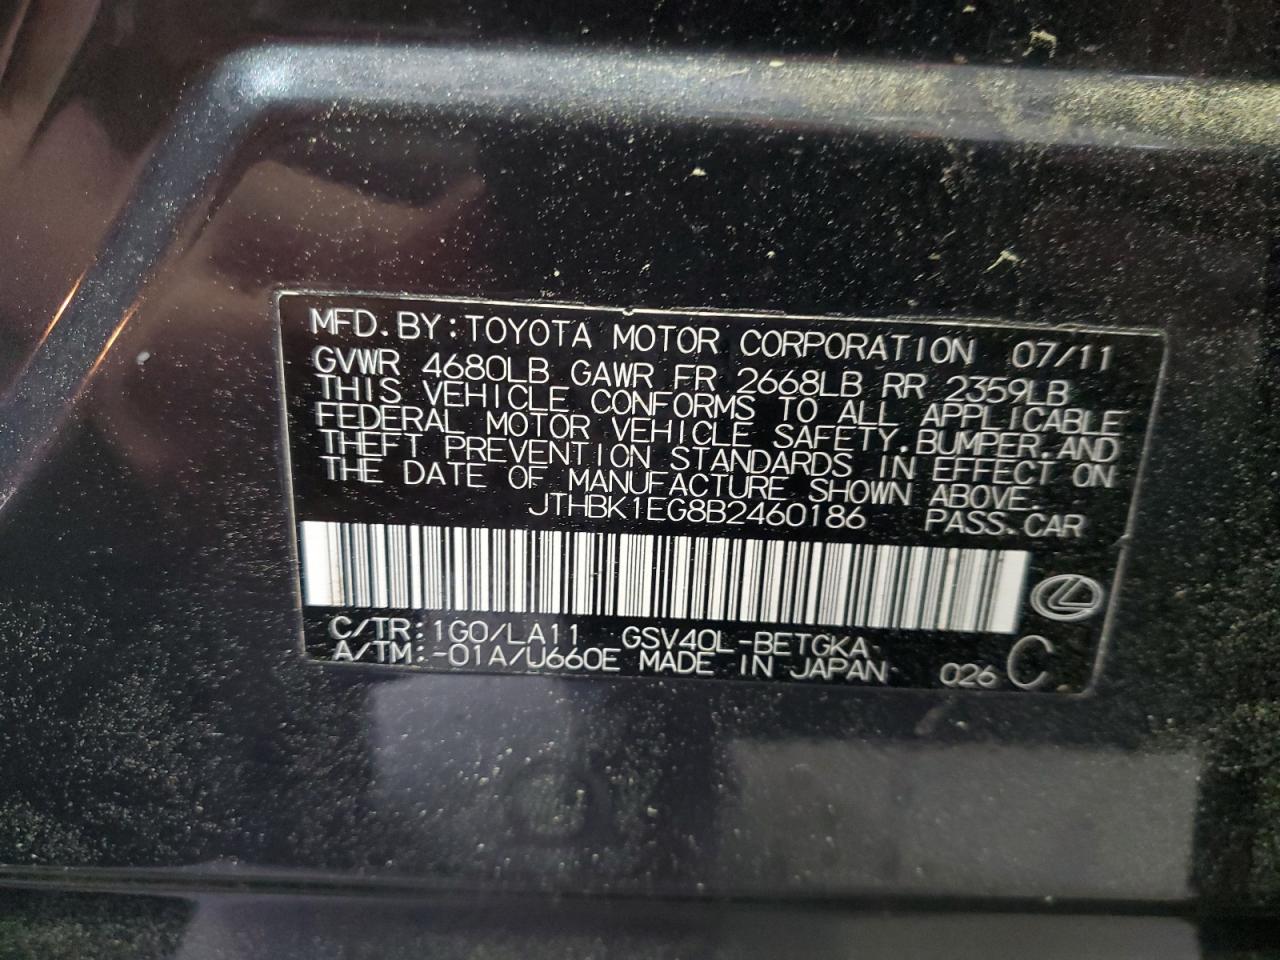 MFD.BY:TOYOTA MOTOR CORPORATION 07/11
GVWR 4680LB GAWR FR 2668LB RR 2359LB
THIS VEHICLE CONFORMS TO ALL APPLICABLE
FEDERAL MOTOR VEHICLE SAFETY,BUMPER,AND
THEFT PREVENTION STANDARDS IN EFFECT ON
THE DATE OF MANUFACTURE SHOWN ABOVE.
JTHBK1EG8B2460186 PASS.CAR
C/TR:1G0/LA11 GSV40L-BETGKA
A/TM:-01A/U660E MADE IN JAPAN 026 C